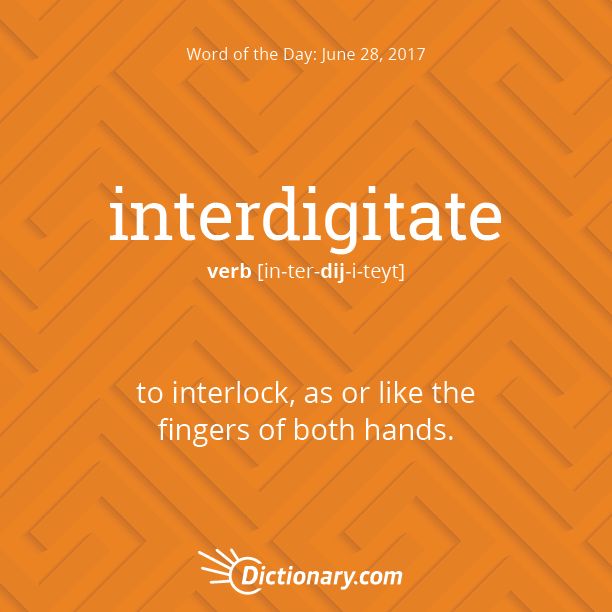 Word of the Day: June 28, 2017
interdigitate
verb [in-ter-dij-i-teyt]
to interlock, as or like the
fingers of both hands.
Dictionary.com